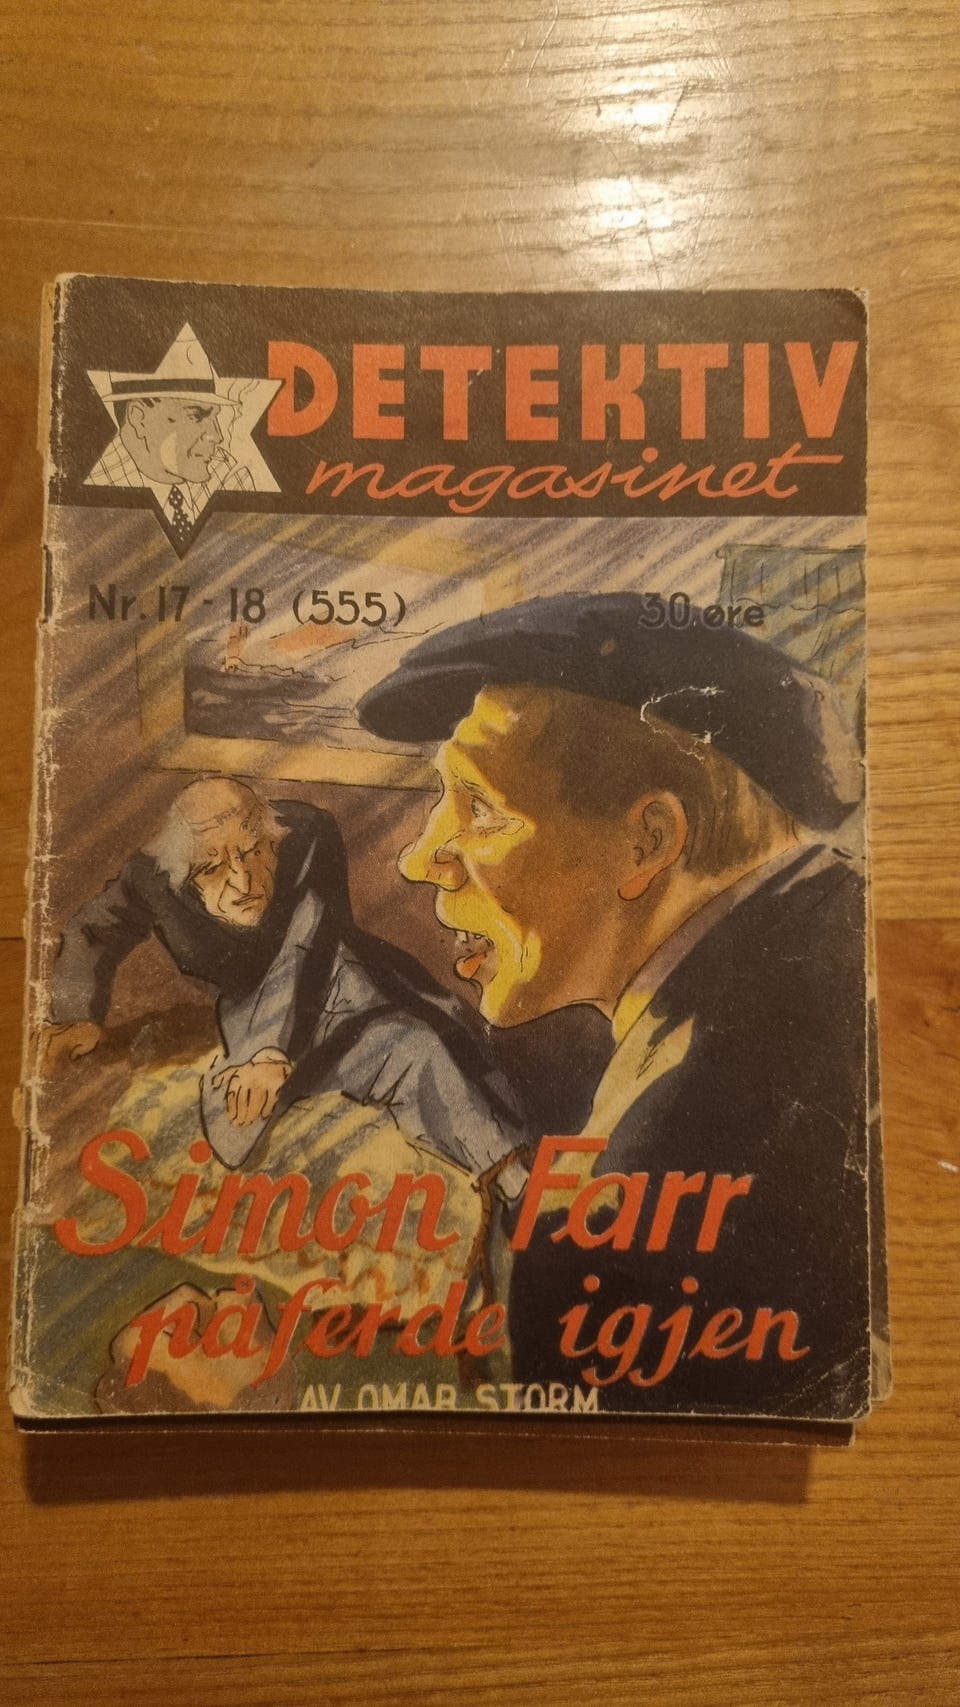 DETEKTIV
magasinet
Nr. 17 - 18 (555) 30 øre
Simon Farr
påferde igjen
AV OMAR STORM